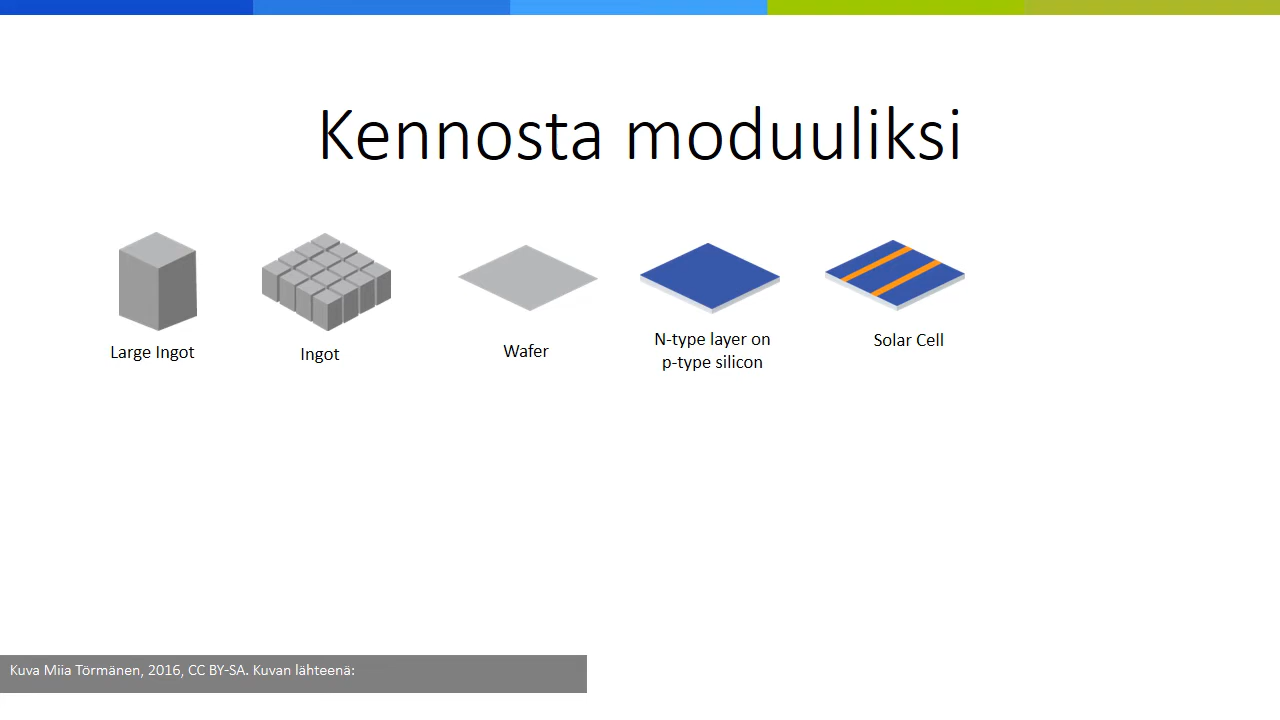 Kennosta moduuliksi
Large Ingot
Ingot
Wafer
N-type layer on
p-type silicon
Solar Cell
Kuva Miia Törmänen, 2016, CC BY-SA. Kuvan lähteenä: